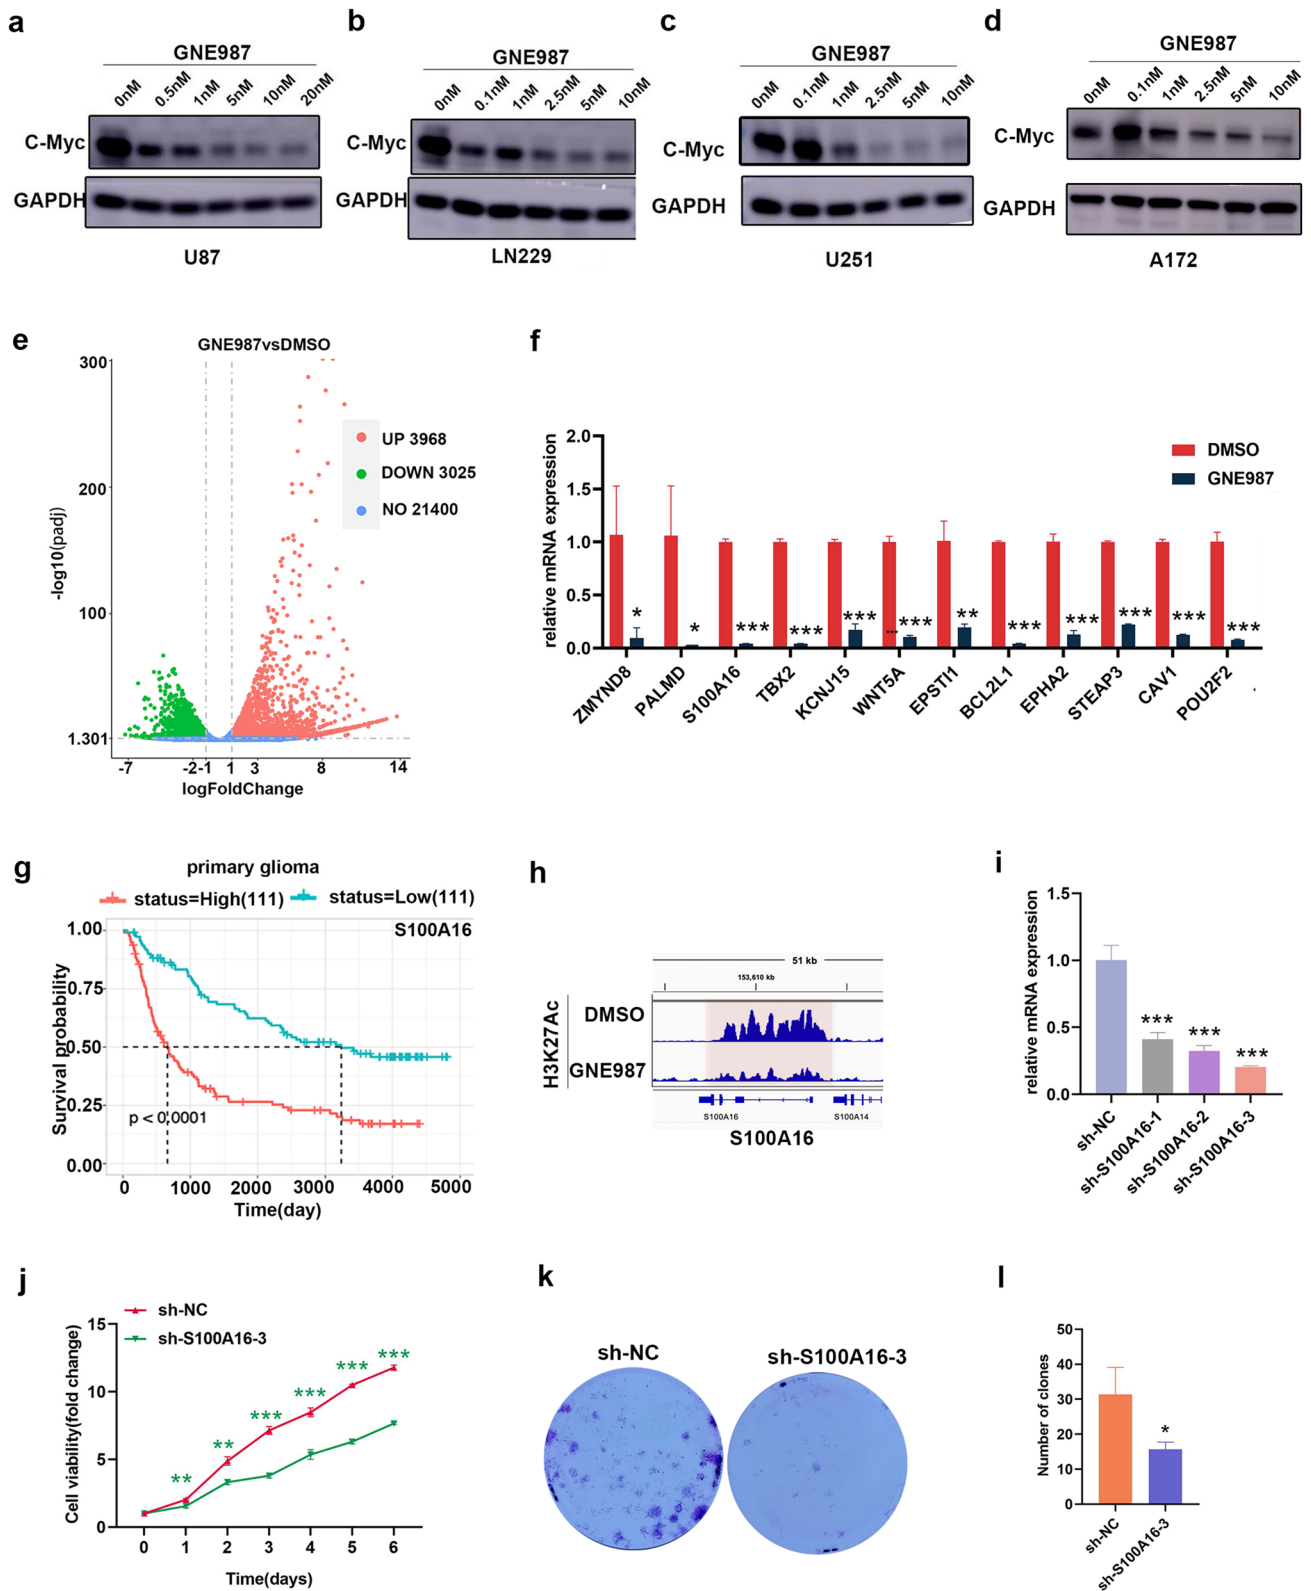 a
GNE987
0nM 0.5nM 1nM 5nM 10nM 20nM
C-Myc
GAPDH
U87
b
GNE987
0nM 0.1nM 1nM 2.5nM 5nM 10nM
C-Myc
GAPDH
LN229
c
GNE987
0nM 0.1nM 1nM 2.5nM 5nM 10nM
C-Myc
GAPDH
U251
d
GNE987
0nM 0.1nM 1nM 2.5nM 5nM 10nM
C-Myc
GAPDH
A172
e
GNE987vsDMSO
300
200
100
1.301
-log10(padj)
UP 3968
DOWN 3025
NO 21400
-7 -2 -1 1 3 8 14
logFoldChange
f
relative mRNA expression
2.0
1.5
1.0
0.5
0.0
DMSO
GNE987
* * *** *** *** *** *** ** *** *** *** *** ***
ZMYND8 PALMD S100A16 TBX2 KCNJ15 WNT5A EPSTI1 BCL2L1 EPHA2 STEAP3 CAV1 POU2F2
g
primary glioma
status=High(111) status=Low(111)
S100A16
Survival probability
1.00
0.75
0.50
0.25
0.00
p < 0.0001
0 1000 2000 3000 4000 5000
Time(day)
h
51 kb
153,610 kb
H3K27Ac
DMSO
GNE987
S100A16 S100A14
S100A16
i
relative mRNA expression
1.5
1.0
0.5
0.0
*** *** ***
sh-NC sh-S100A16-1 sh-S100A16-2 sh-S100A16-3
j
sh-NC
sh-S100A16-3
Cell viability(fold change)
15
10
5
0
** ** *** *** *** ***
0 1 2 3 4 5 6
Time(days)
k
sh-NC sh-S100A16-3
l
Number of clones
50
40
30
20
10
0
*
sh-NC sh-S100A16-3